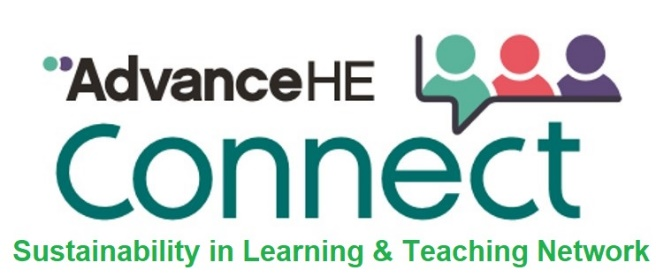 AdvanceHE
Connect
Sustainability in Learning & Teaching Network